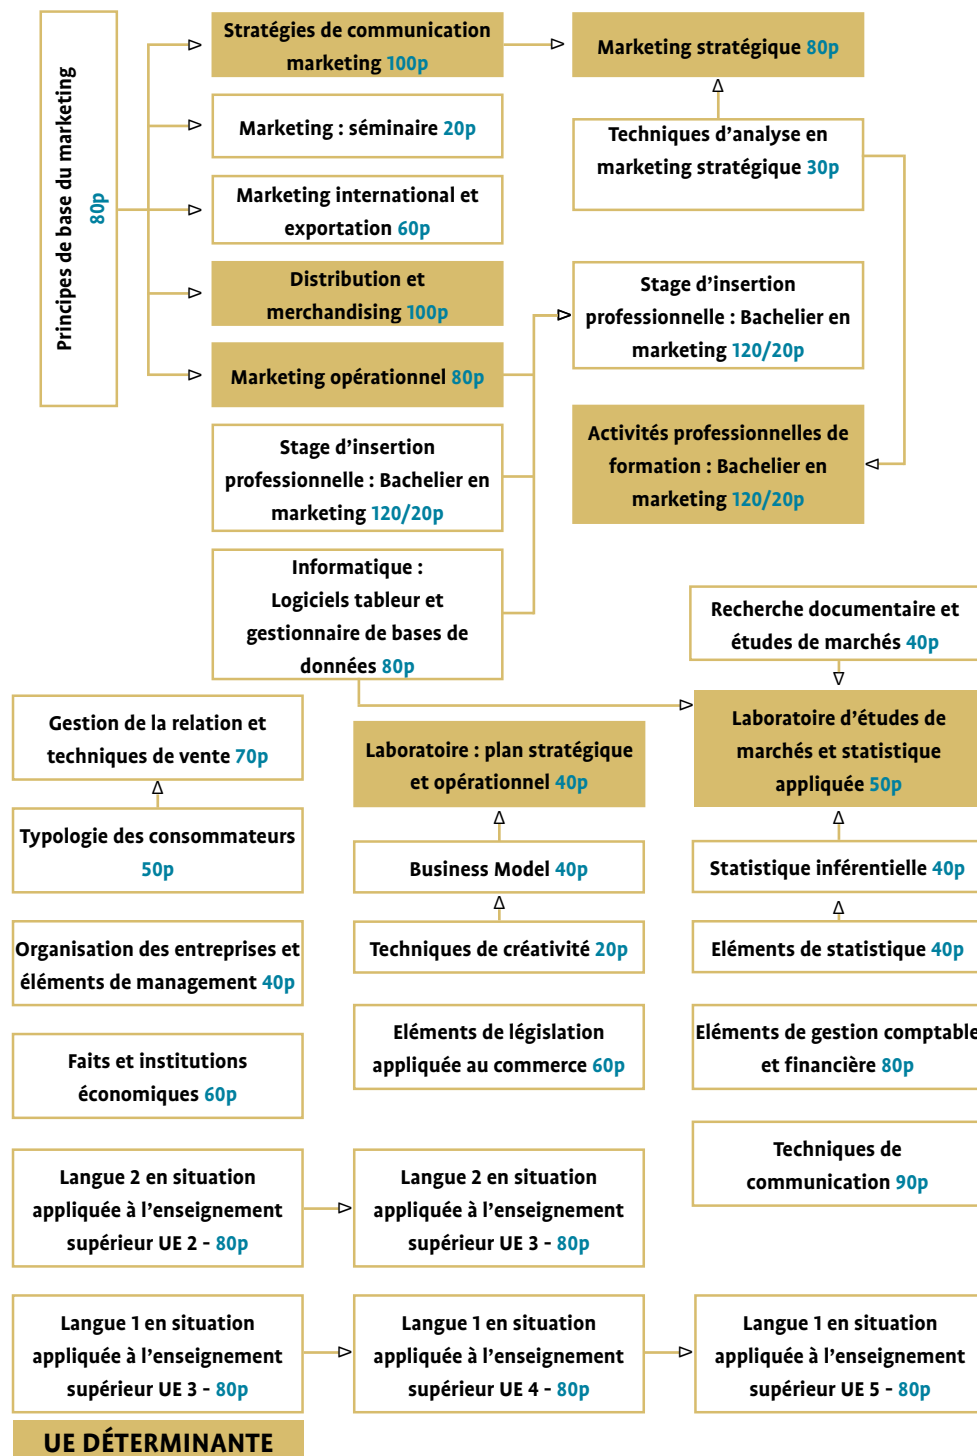 Principes de base du marketing
80p
Stratégies de communication
marketing 100p
Marketing stratégique 80p
Marketing : séminaire 20p
Techniques d'analyse en
marketing stratégique 30p
Marketing international et
exportation 60p
Distribution et
merchandising 100p
Stage d'insertion
professionnelle : Bachelier en
marketing 120/20p
Marketing opérationnel 80p
Activités professionnelles de
formation : Bachelier en
marketing 120/20p
Stage d'insertion
professionnelle : Bachelier en
marketing 120/20p
Informatique :
Logiciels tableur et
gestionnaire de bases de
données 80p
Recherche documentaire et
études de marchés 40p
Gestion de la relation et
techniques de vente 70p
Laboratoire : plan stratégique
et opérationnel 40p
Laboratoire d'études de
marchés et statistique
appliquée 50p
Typologie des consommateurs
50p
Business Model 40p
Statistique inférentielle 40p
Organisation des entreprises et
éléments de management 40p
Techniques de créativité 20p
Eléments de statistique 40p
Faits et institutions
économiques 60p
Eléments de législation
appliquée au commerce 60p
Eléments de gestion comptable
et financière 80p
Techniques de
communication 90p
Langue 2 en situation
appliquée à l'enseignement
supérieur UE 2 - 80p
Langue 2 en situation
appliquée à l'enseignement
supérieur UE 3 - 80p
Langue 1 en situation
appliquée à l'enseignement
supérieur UE 3 - 80p
Langue 1 en situation
appliquée à l'enseignement
supérieur UE 4 - 80p
Langue 1 en situation
appliquée à l'enseignement
supérieur UE 5 - 80p
UE DÉTERMINANTE